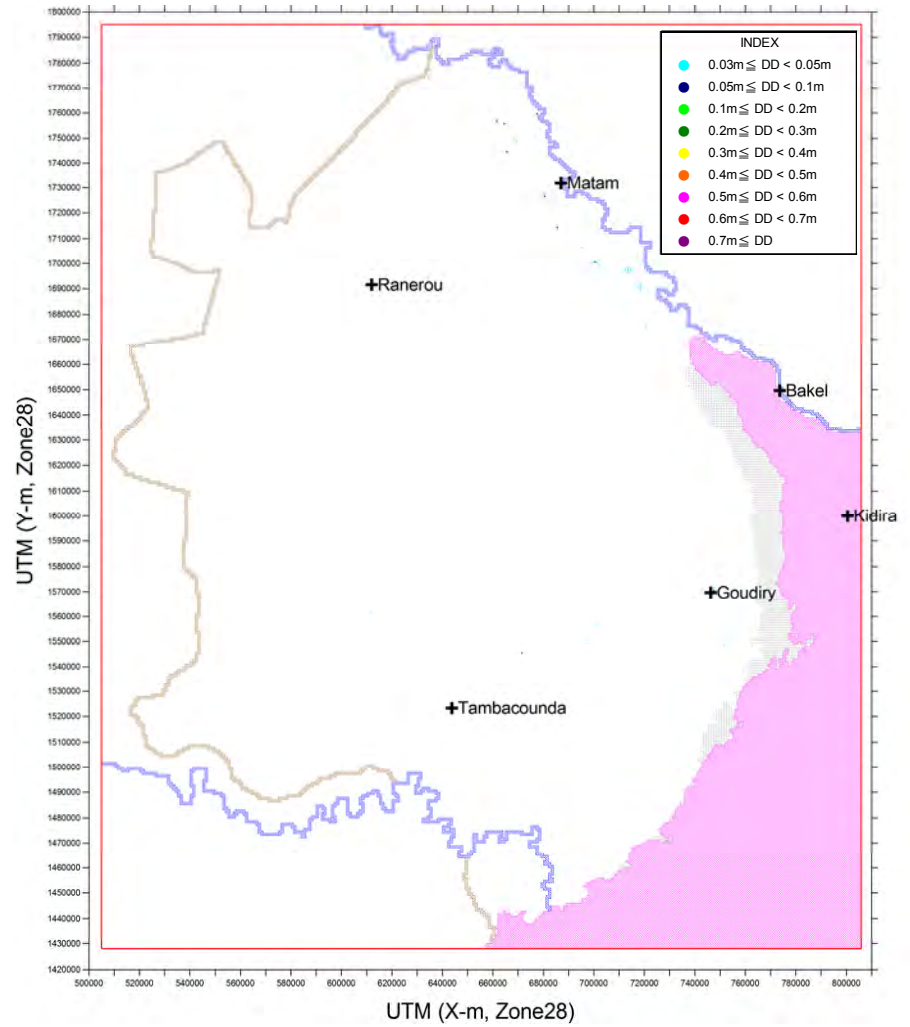 1800000
1790000
1780000
1770000
1760000
1750000
1740000
1730000
1720000
1710000
1700000
1690000
1680000
1670000
1660000
1650000
1640000
1630000
1620000
1610000
1600000
1590000
1580000
1570000
1560000
1550000
1540000
1530000
1520000
1510000
1500000
1490000
1480000
1470000
1460000
1450000
1440000
1430000
1420000
UTM (Y-m, Zone28)
INDEX
0.03m≦ DD < 0.05m
0.05m≦ DD < 0.1m
0.1m≦ DD < 0.2m
0.2m≦ DD < 0.3m
0.3m≦ DD < 0.4m
0.4m≦ DD < 0.5m
0.5m≦ DD < 0.6m
0.6m≦ DD < 0.7m
0.7m≦ DD
Matam
Ranerou
Bakel
Kidira
Goudiry
Tambacounda
500000 520000 540000 560000 580000 600000 620000 640000 660000 680000 700000 720000 740000 760000 780000 800000
UTM (X-m, Zone28)